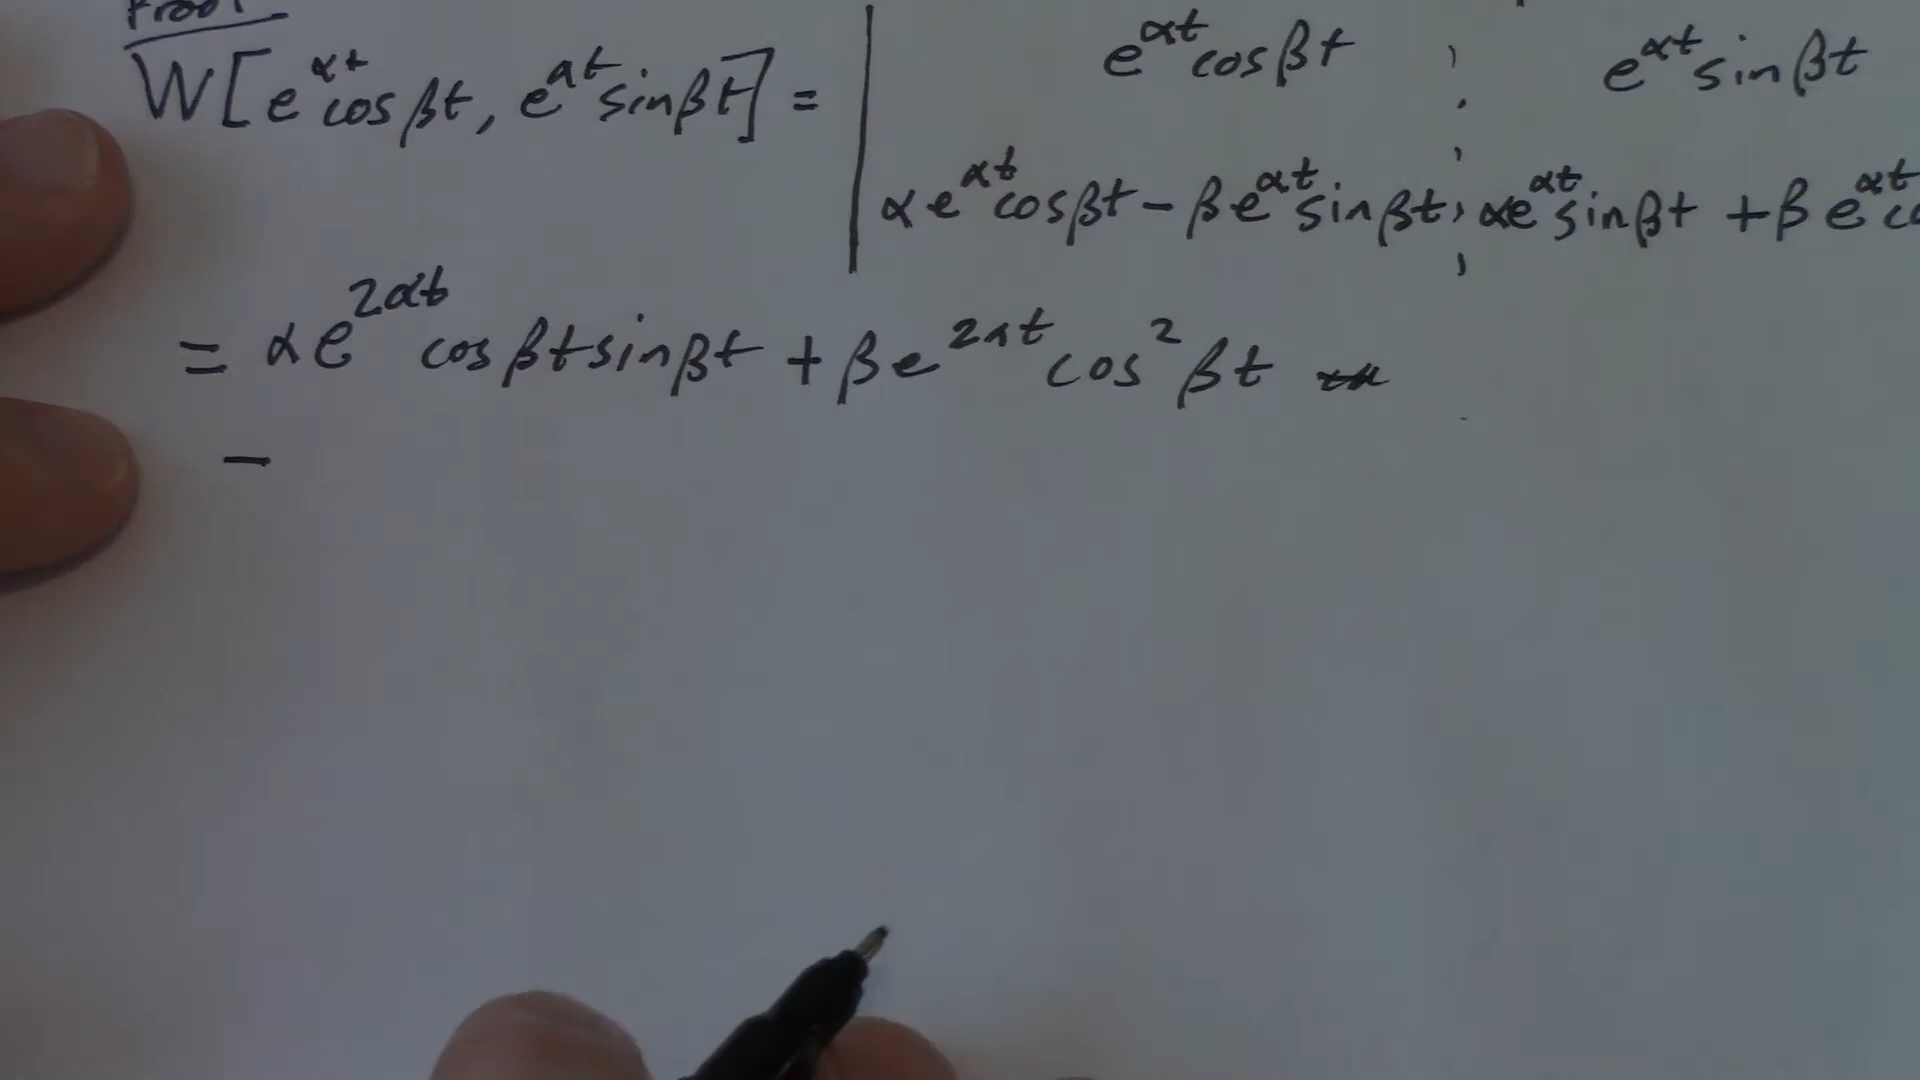 Proof
W[e^{αt} cos βt, e^{αt} sin βt] = | e^{αt} cos βt ; e^{αt} sin βt
αe^{αt} cos βt - βe^{αt} sin βt ; αe^{αt} sin βt + βe^{αt} co
= αe^{2αt} cos βt sin βt + βe^{2αt} cos² βt
-